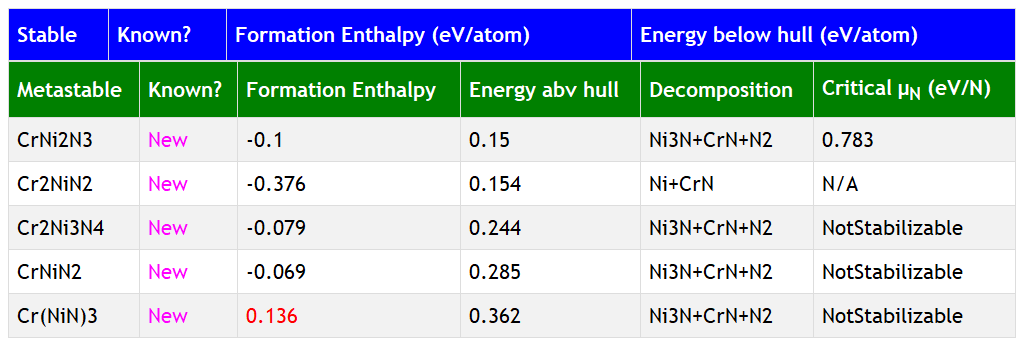 Stable Known? Formation Enthalpy (eV/atom) Energy below hull (eV/atom)
Metastable Known? Formation Enthalpy Energy abv hull Decomposition Critical μN (eV/N)
CrNi2N3 New -0.1 0.15 Ni3N+CrN+N2 0.783
Cr2NiN2 New -0.376 0.154 Ni+CrN N/A
Cr2Ni3N4 New -0.079 0.244 Ni3N+CrN+N2 NotStabilizable
CrNiN2 New -0.069 0.285 Ni3N+CrN+N2 NotStabilizable
Cr(NiN)3 New 0.136 0.362 Ni3N+CrN+N2 NotStabilizable